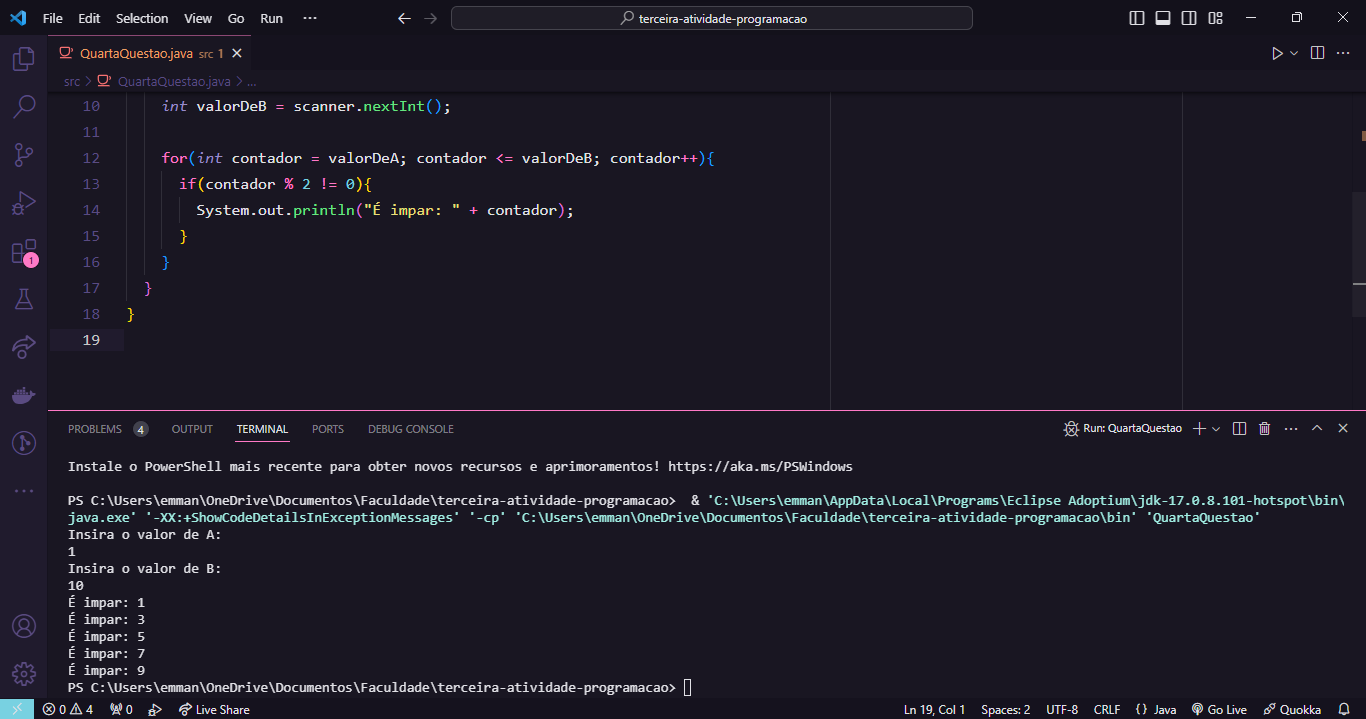 File Edit Selection View Go Run ··· terceira-atividade-programacao
QuartaQuestao.java src 1
src > QuartaQuestao.java > ...
10 int valorDeB = scanner.nextInt();
11
12 for(int contador = valorDeA; contador <= valorDeB; contador++){
13 if(contador % 2 != 0){
14 System.out.println("É impar: " + contador);
15 }
16 }
17 }
18 }
19
1
PROBLEMS 4 OUTPUT TERMINAL PORTS DEBUG CONSOLE Run: QuartaQuestao
Instale o PowerShell mais recente para obter novos recursos e aprimoramentos! https://aka.ms/PSWindows
PS C:\Users\emman\OneDrive\Documentos\Faculdade\terceira-atividade-programacao> & 'C:\Users\emman\AppData\Local\Programs\Eclipse Adoptium\jdk-17.0.8.101-hotspot\bin\
java.exe' '-XX:+ShowCodeDetailsInExceptionMessages' '-cp' 'C:\Users\emman\OneDrive\Documentos\Faculdade\terceira-atividade-programacao\bin' 'QuartaQuestao'
Insira o valor de A:
1
Insira o valor de B:
10
É impar: 1
É impar: 3
É impar: 5
É impar: 7
É impar: 9
PS C:\Users\emman\OneDrive\Documentos\Faculdade\terceira-atividade-programacao>
0 4 0 Live Share Ln 19, Col 1 Spaces: 2 UTF-8 CRLF {} Java Go Live Quokka